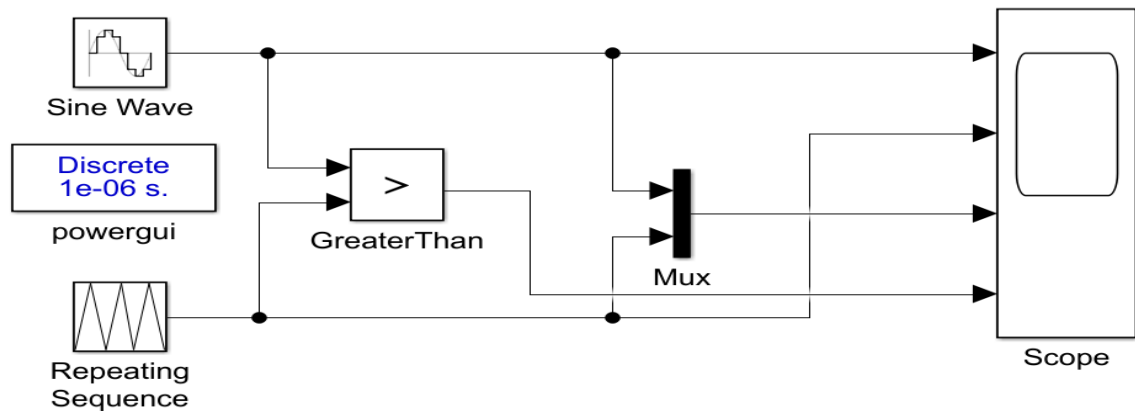 Sine Wave
Discrete
1e-06 s.
powergui
>
GreaterThan
Mux
Repeating
Sequence
Scope